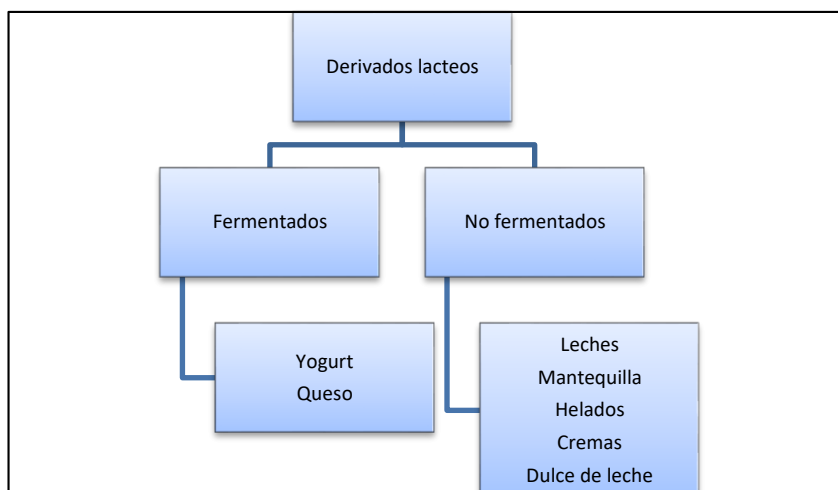 Derivados lacteos
Fermentados
No fermentados
Yogurt
Queso
Leches
Mantequilla
Helados
Cremas
Dulce de leche